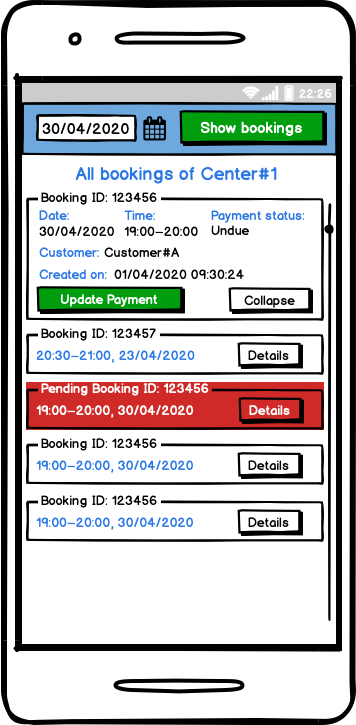 22:26
30/04/2020 Show bookings
All bookings of Center#1
Booking ID: 123456
Date: Time: Payment status:
30/04/2020 19:00-20:00 Undue
Customer: Customer#A
Created on: 01/04/2020 09:30:24
Update Payment Collapse
Booking ID: 123457
20:30-21:00, 23/04/2020 Details
Pending Booking ID: 123456
19:00-20:00, 30/04/2020 Details
Booking ID: 123456
19:00-20:00, 30/04/2020 Details
Booking ID: 123456
19:00-20:00, 30/04/2020 Details